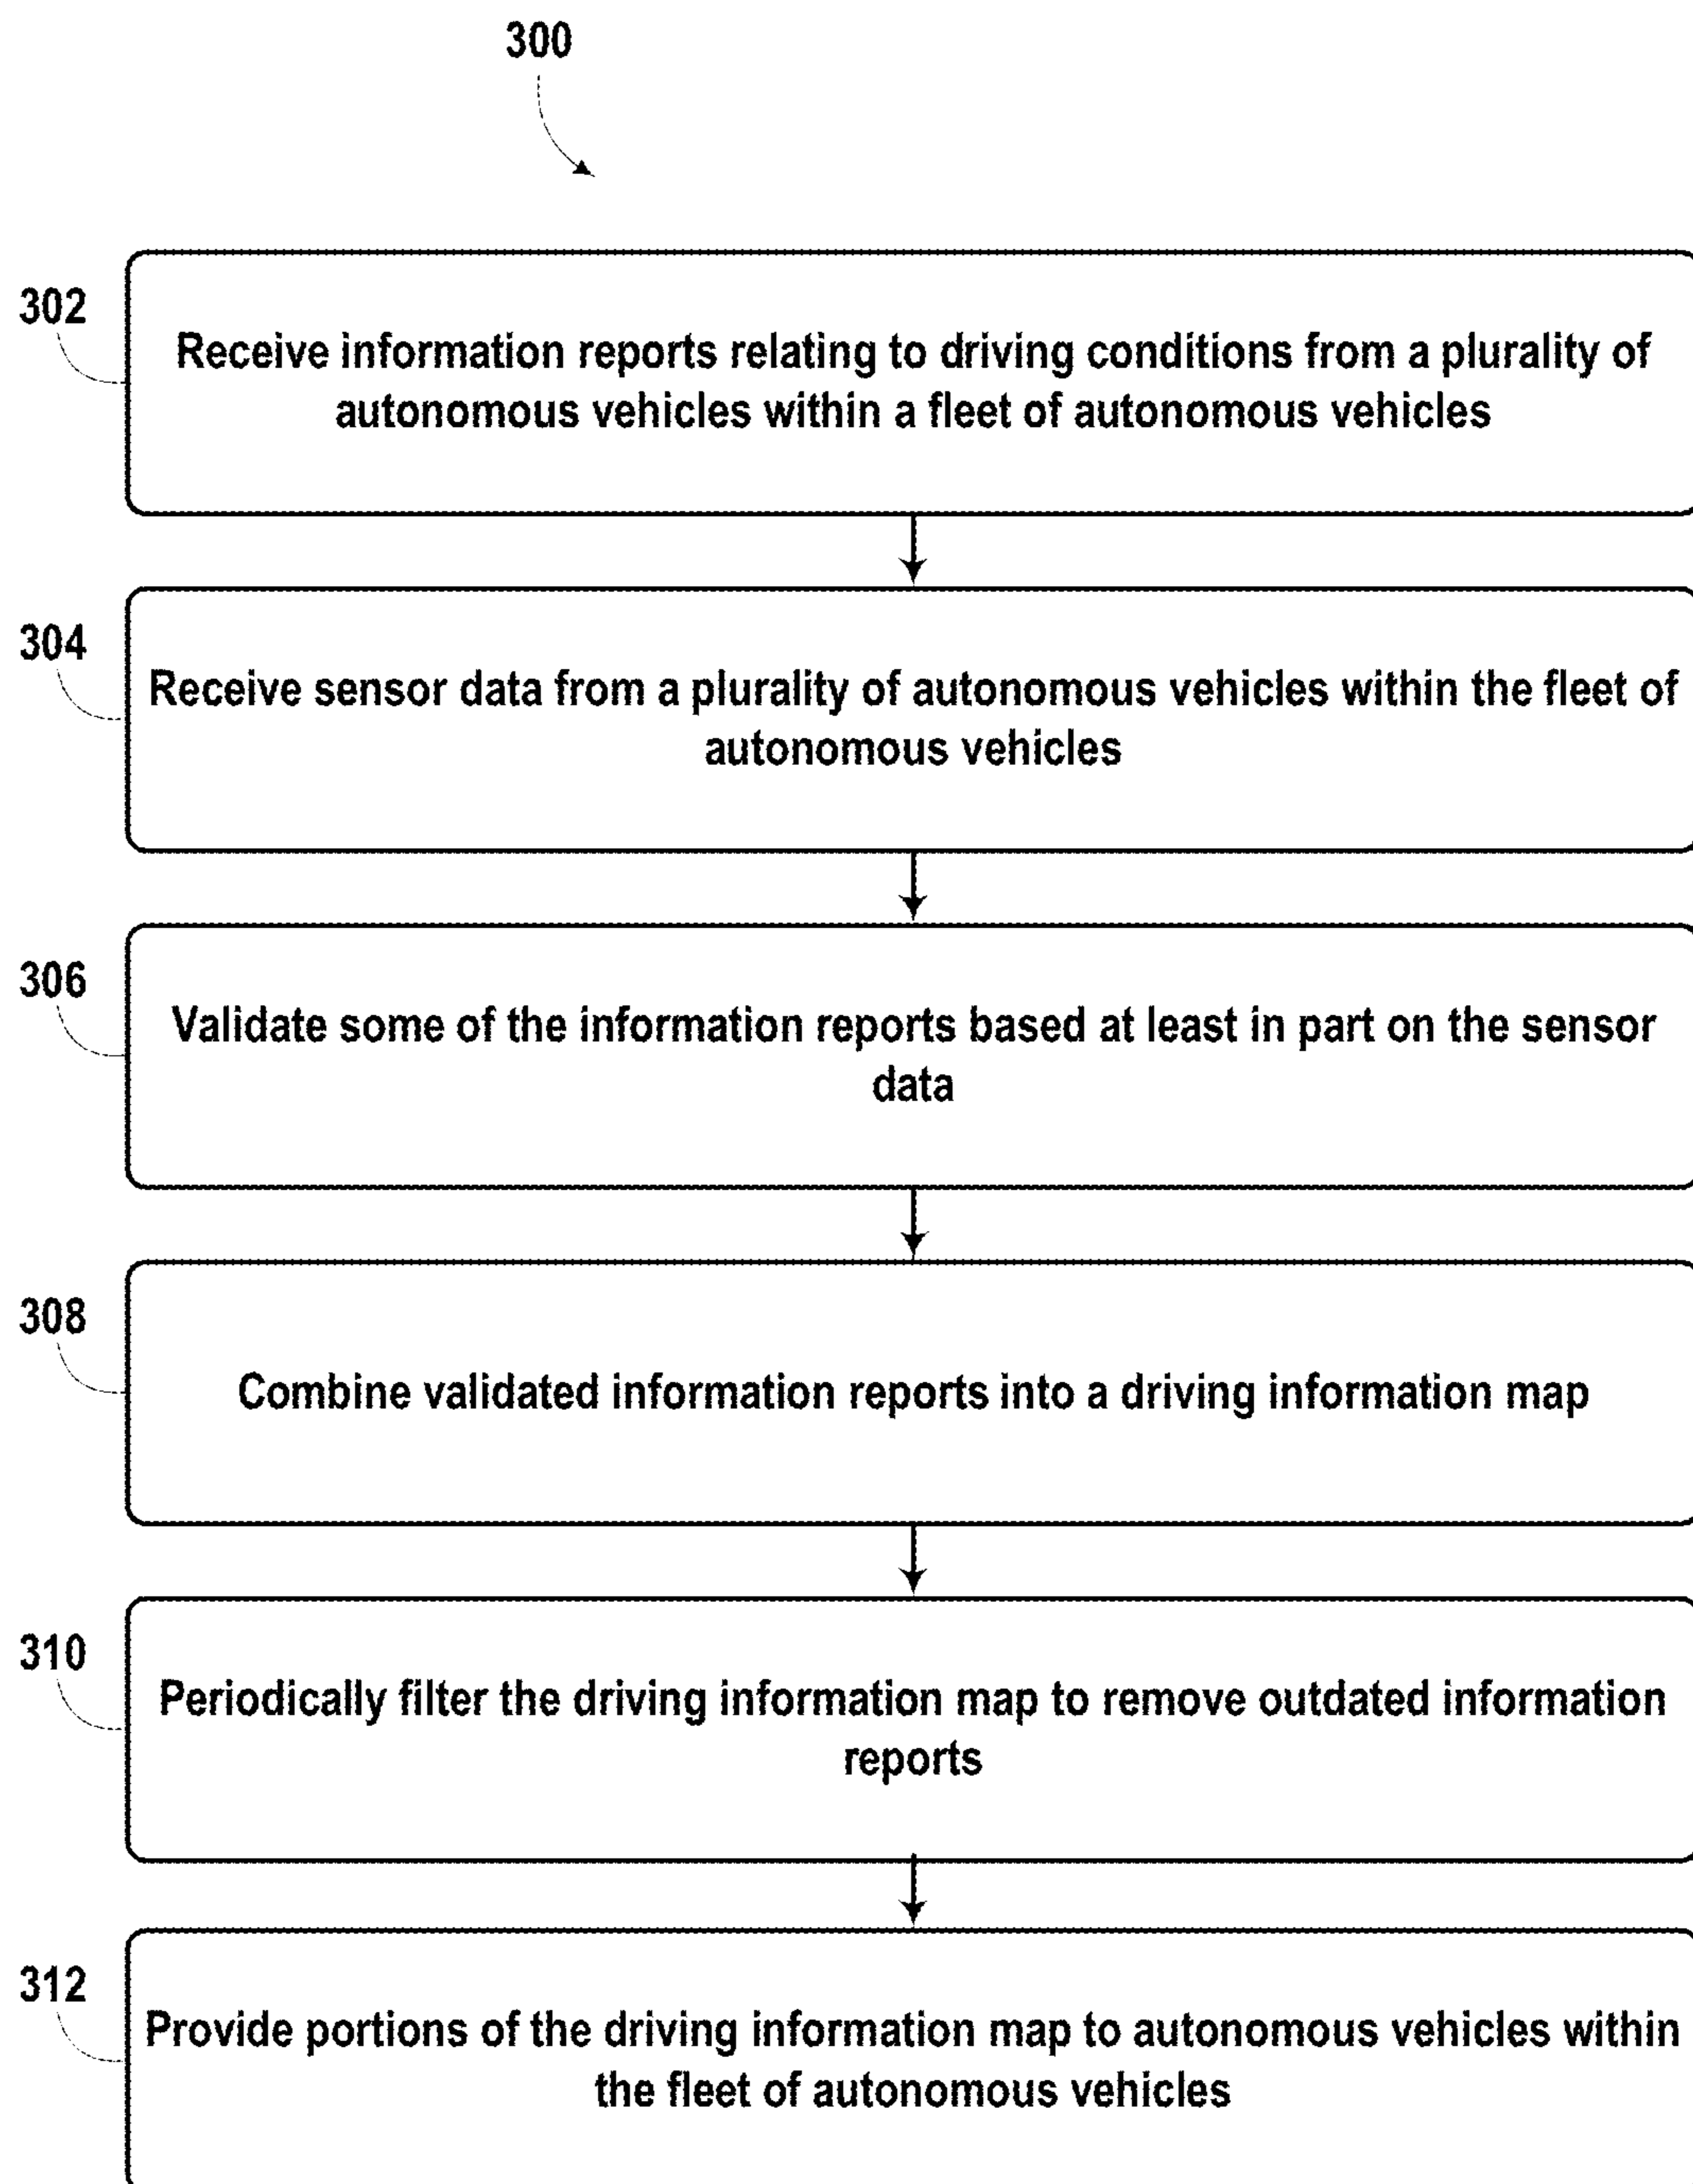 300
302
Receive information reports relating to driving conditions from a plurality of
autonomous vehicles within a fleet of autonomous vehicles
304
Receive sensor data from a plurality of autonomous vehicles within the fleet of
autonomous vehicles
306
Validate some of the information reports based at least in part on the sensor
data
308
Combine validated information reports into a driving information map
310
Periodically filter the driving information map to remove outdated information
reports
312
Provide portions of the driving information map to autonomous vehicles within
the fleet of autonomous vehicles